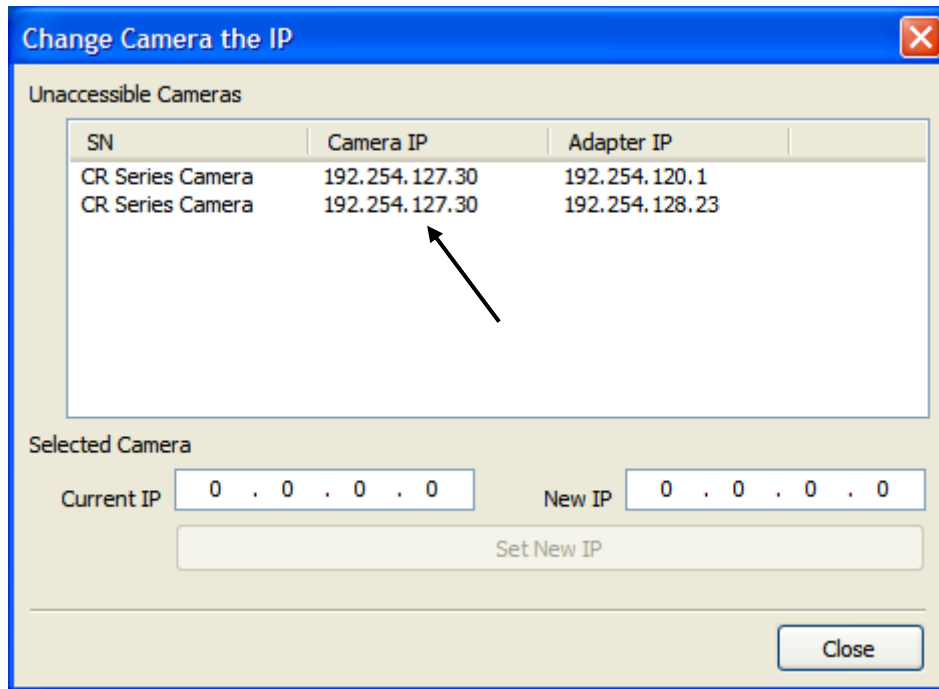 Change Camera the IP
Unaccessible Cameras
SN Camera IP Adapter IP
CR Series Camera 192.254.127.30 192.254.120.1
CR Series Camera 192.254.127.30 192.254.128.23
Selected Camera
Current IP 0 . 0 . 0 . 0 New IP 0 . 0 . 0 . 0
Set New IP
Close